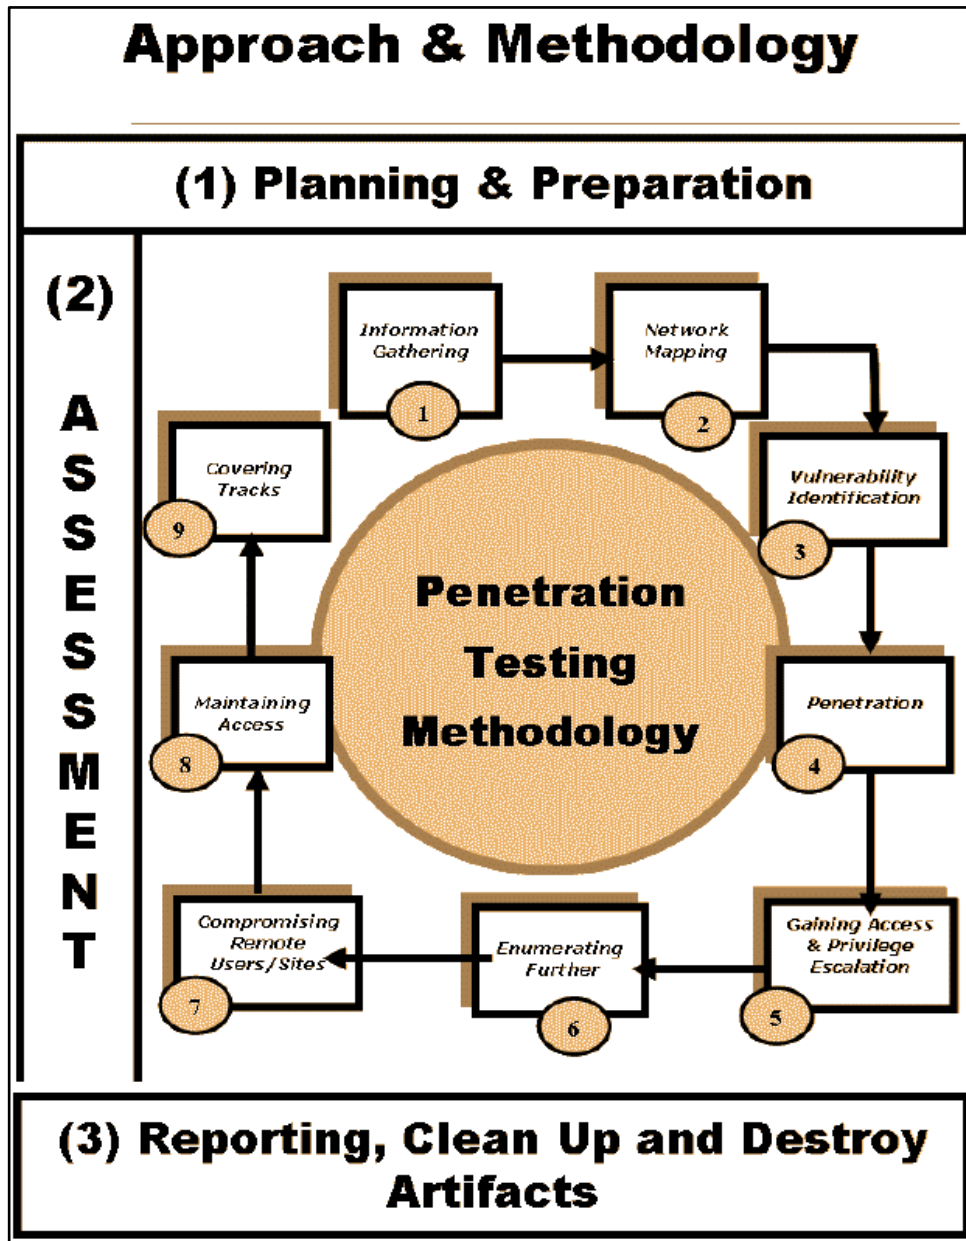 Approach & Methodology
(1) Planning & Preparation
(2)
A
S
S
E
S
S
M
E
N
T
Information
Gathering
1
Network
Mapping
2
Vulnerability
Identification
3
Penetration
4
Gaining Access
& Privilege
Escalation
5
Enumerating
Further
6
Compromising
Remote
Users/Sites
7
Maintaining
Access
8
Covering
Tracks
9
Penetration
Testing
Methodology
(3) Reporting, Clean Up and Destroy
Artifacts